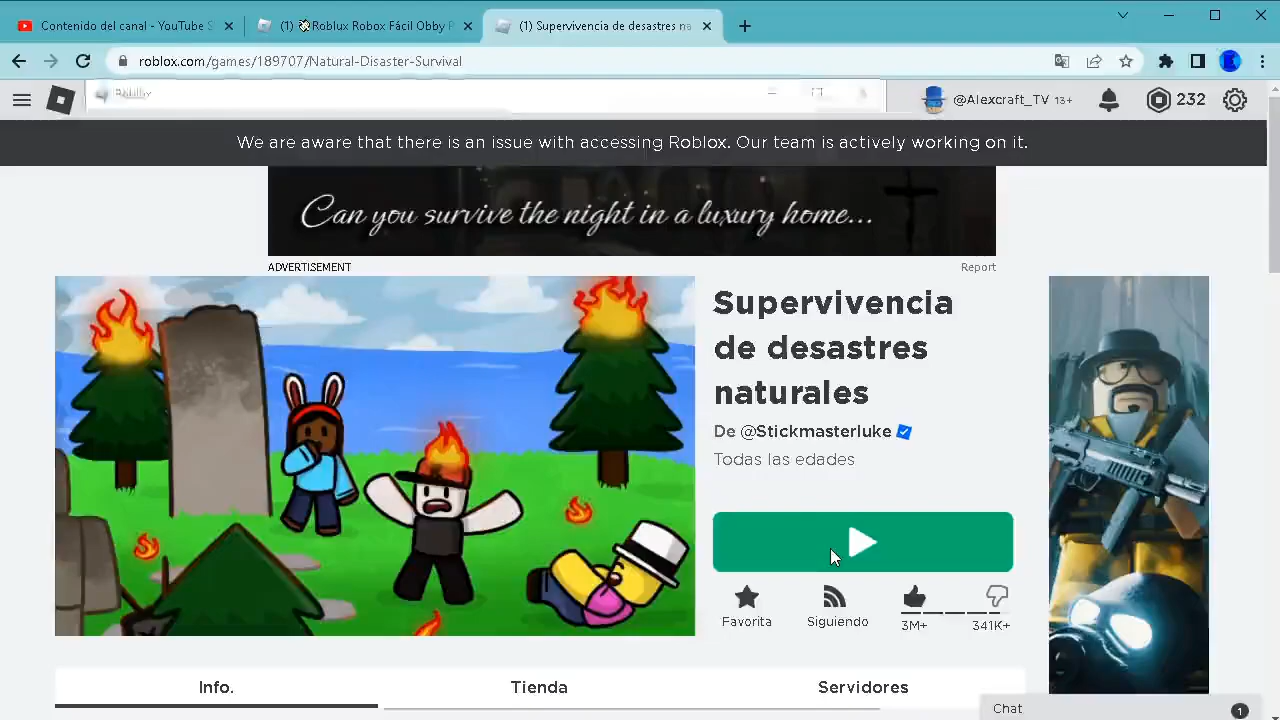 Contenido del canal - YouTube S
(1) Roblux Robox Fácil Obby P
(1) Supervivencia de desastres na
roblox.com/games/189707/Natural-Disaster-Survival
@Alexcraft_TV 13+
232
We are aware that there is an issue with accessing Roblox. Our team is actively working on it.
Can you survive the night in a luxury home...
ADVERTISEMENT
Report
Supervivencia
de desastres
naturales
De @Stickmasterluke
Todas las edades
Favorita
Siguiendo
3M+
341K+
Info.
Tienda
Servidores
Chat
1